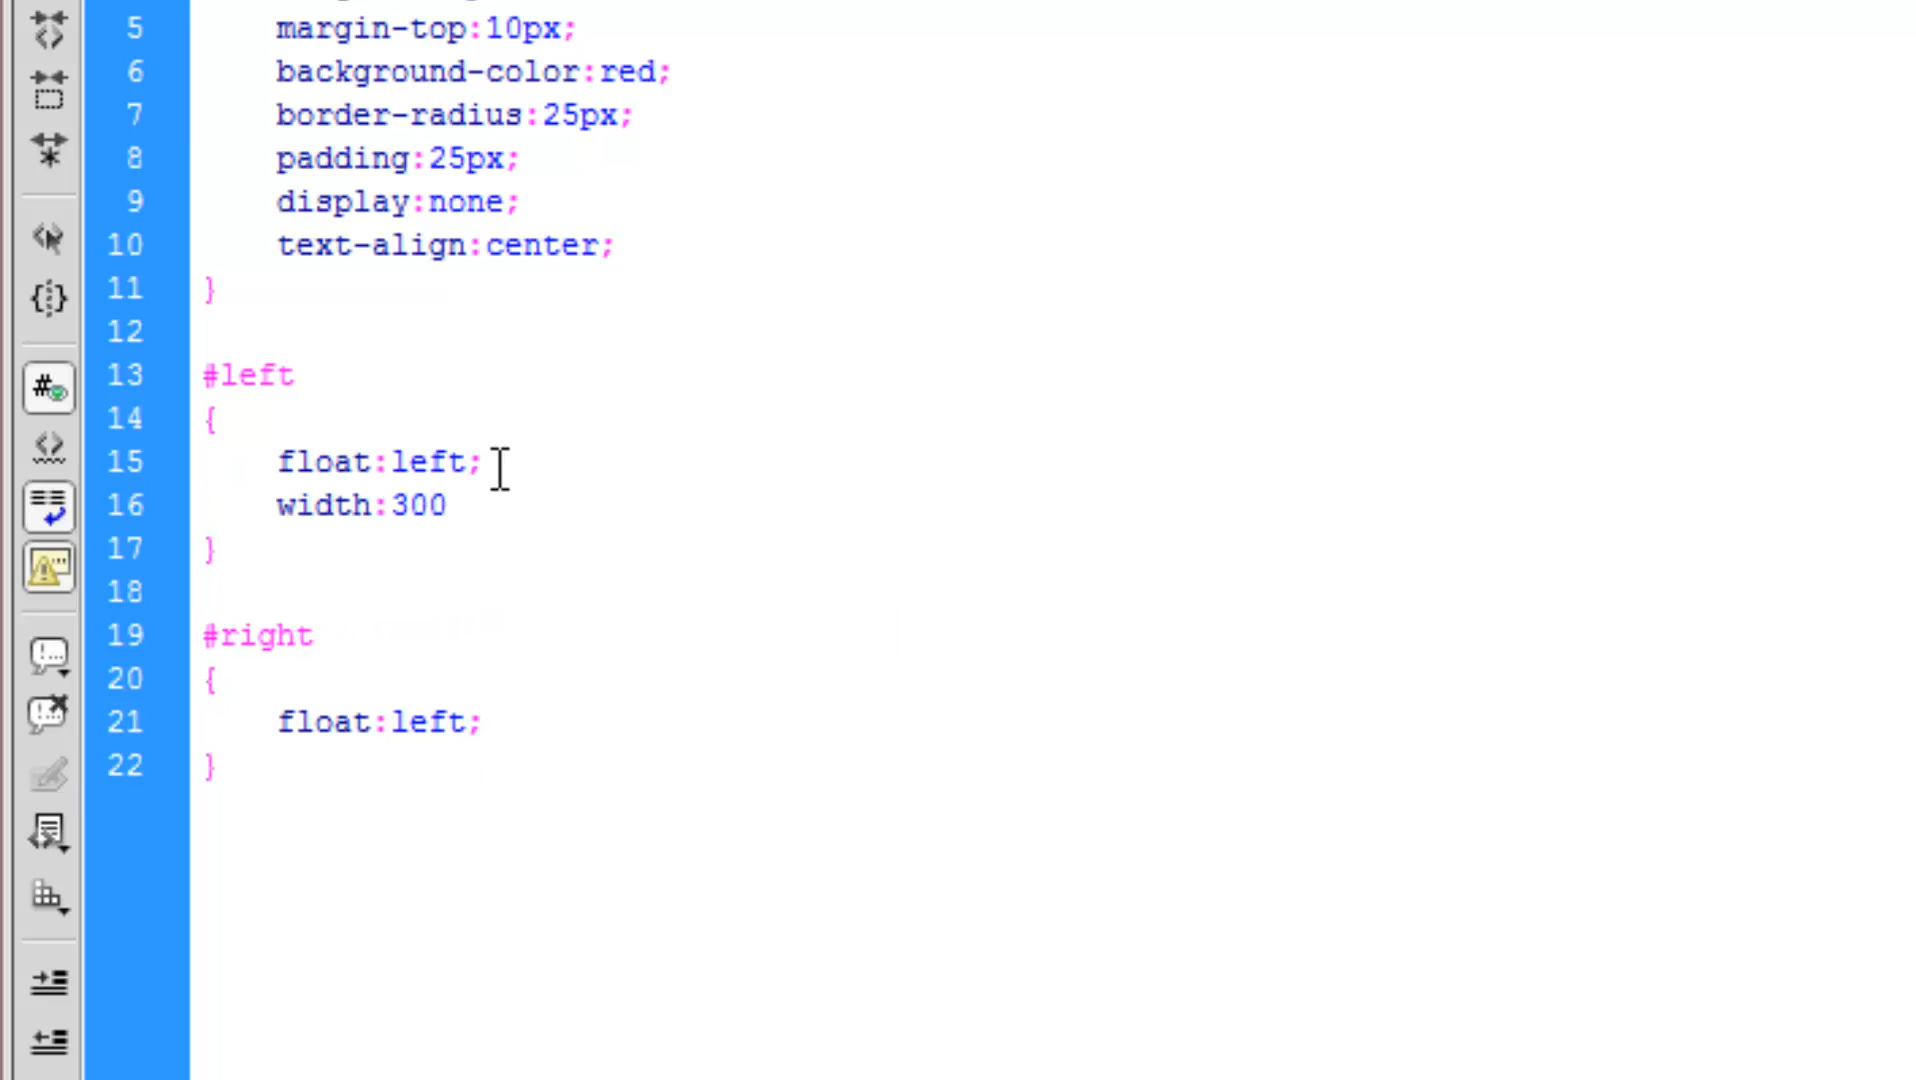 5 margin-top:10px;
6 background-color:red;
7 border-radius:25px;
8 padding:25px;
9 display:none;
10 text-align:center;
11 }
12
13 #left
14 {
15 float:left;
16 width:300
17 }
18
19 #right
20 {
21 float:left;
22 }